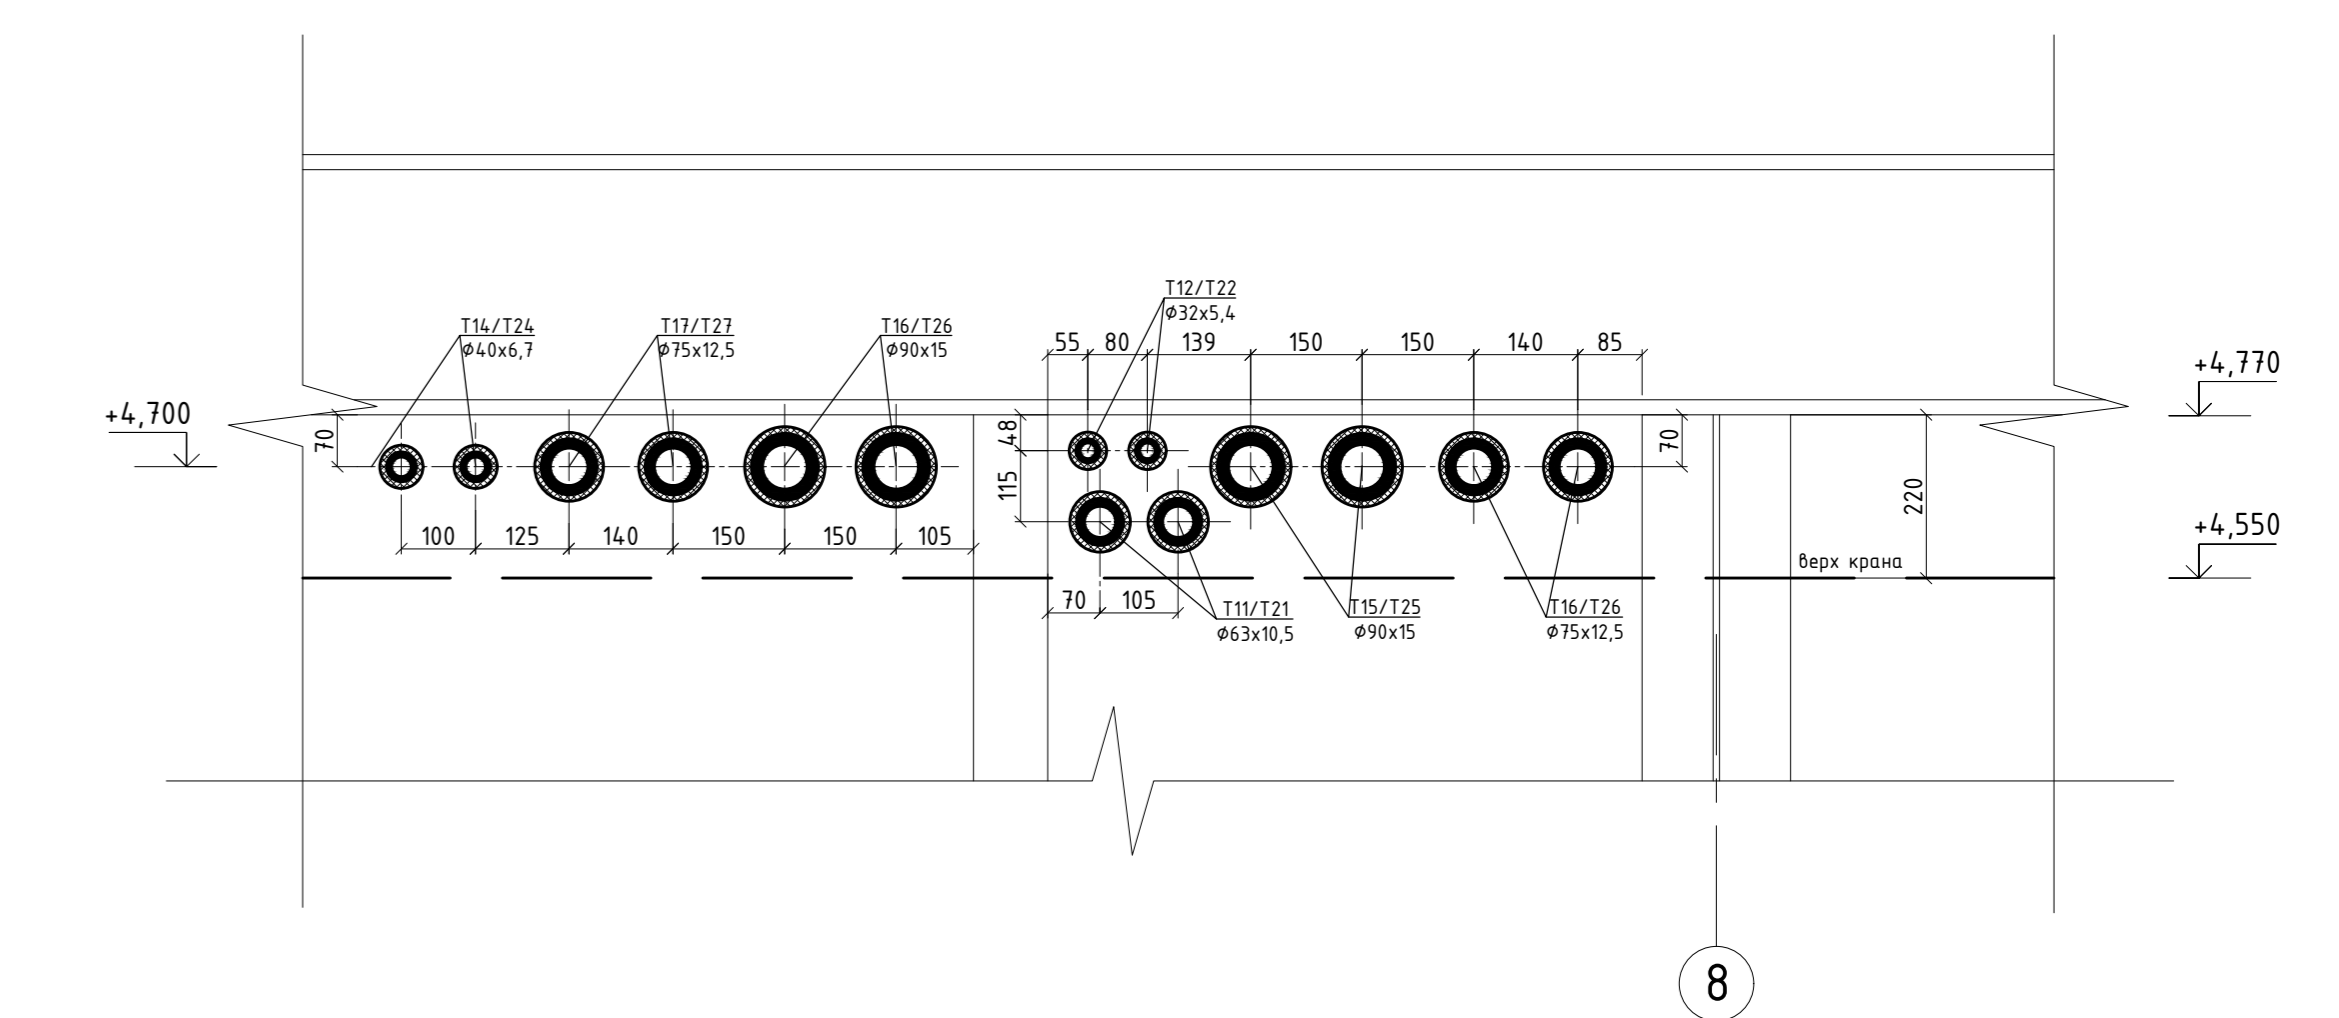 T12/T22
Ø32x5,4
T14/T24
Ø40x6,7
T17/T27
Ø75x12,5
T16/T26
Ø90x15
55 80 139 150 150 140 85
+4,770
+4,700
70
48
70
115
220
+4,550
100 125 140 150 150 105
верх крана
70 105
T11/T21
Ø63x10,5
T15/T25
Ø90x15
T16/T26
Ø75x12,5
8